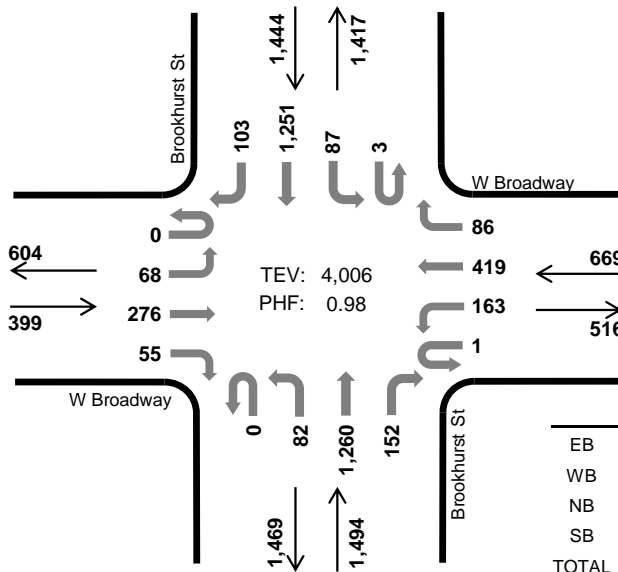 1,444
1,417
Brookhurst St
103
1,251
87
3
W Broadway
0
86
604
68
TEV: 4,006
419
669
399
276
PHF: 0.98
163
516
55
1
W Broadway
0
82
1,260
152
Brookhurst St
EB
WB
NB
SB
TOTAL
1,469
1,494